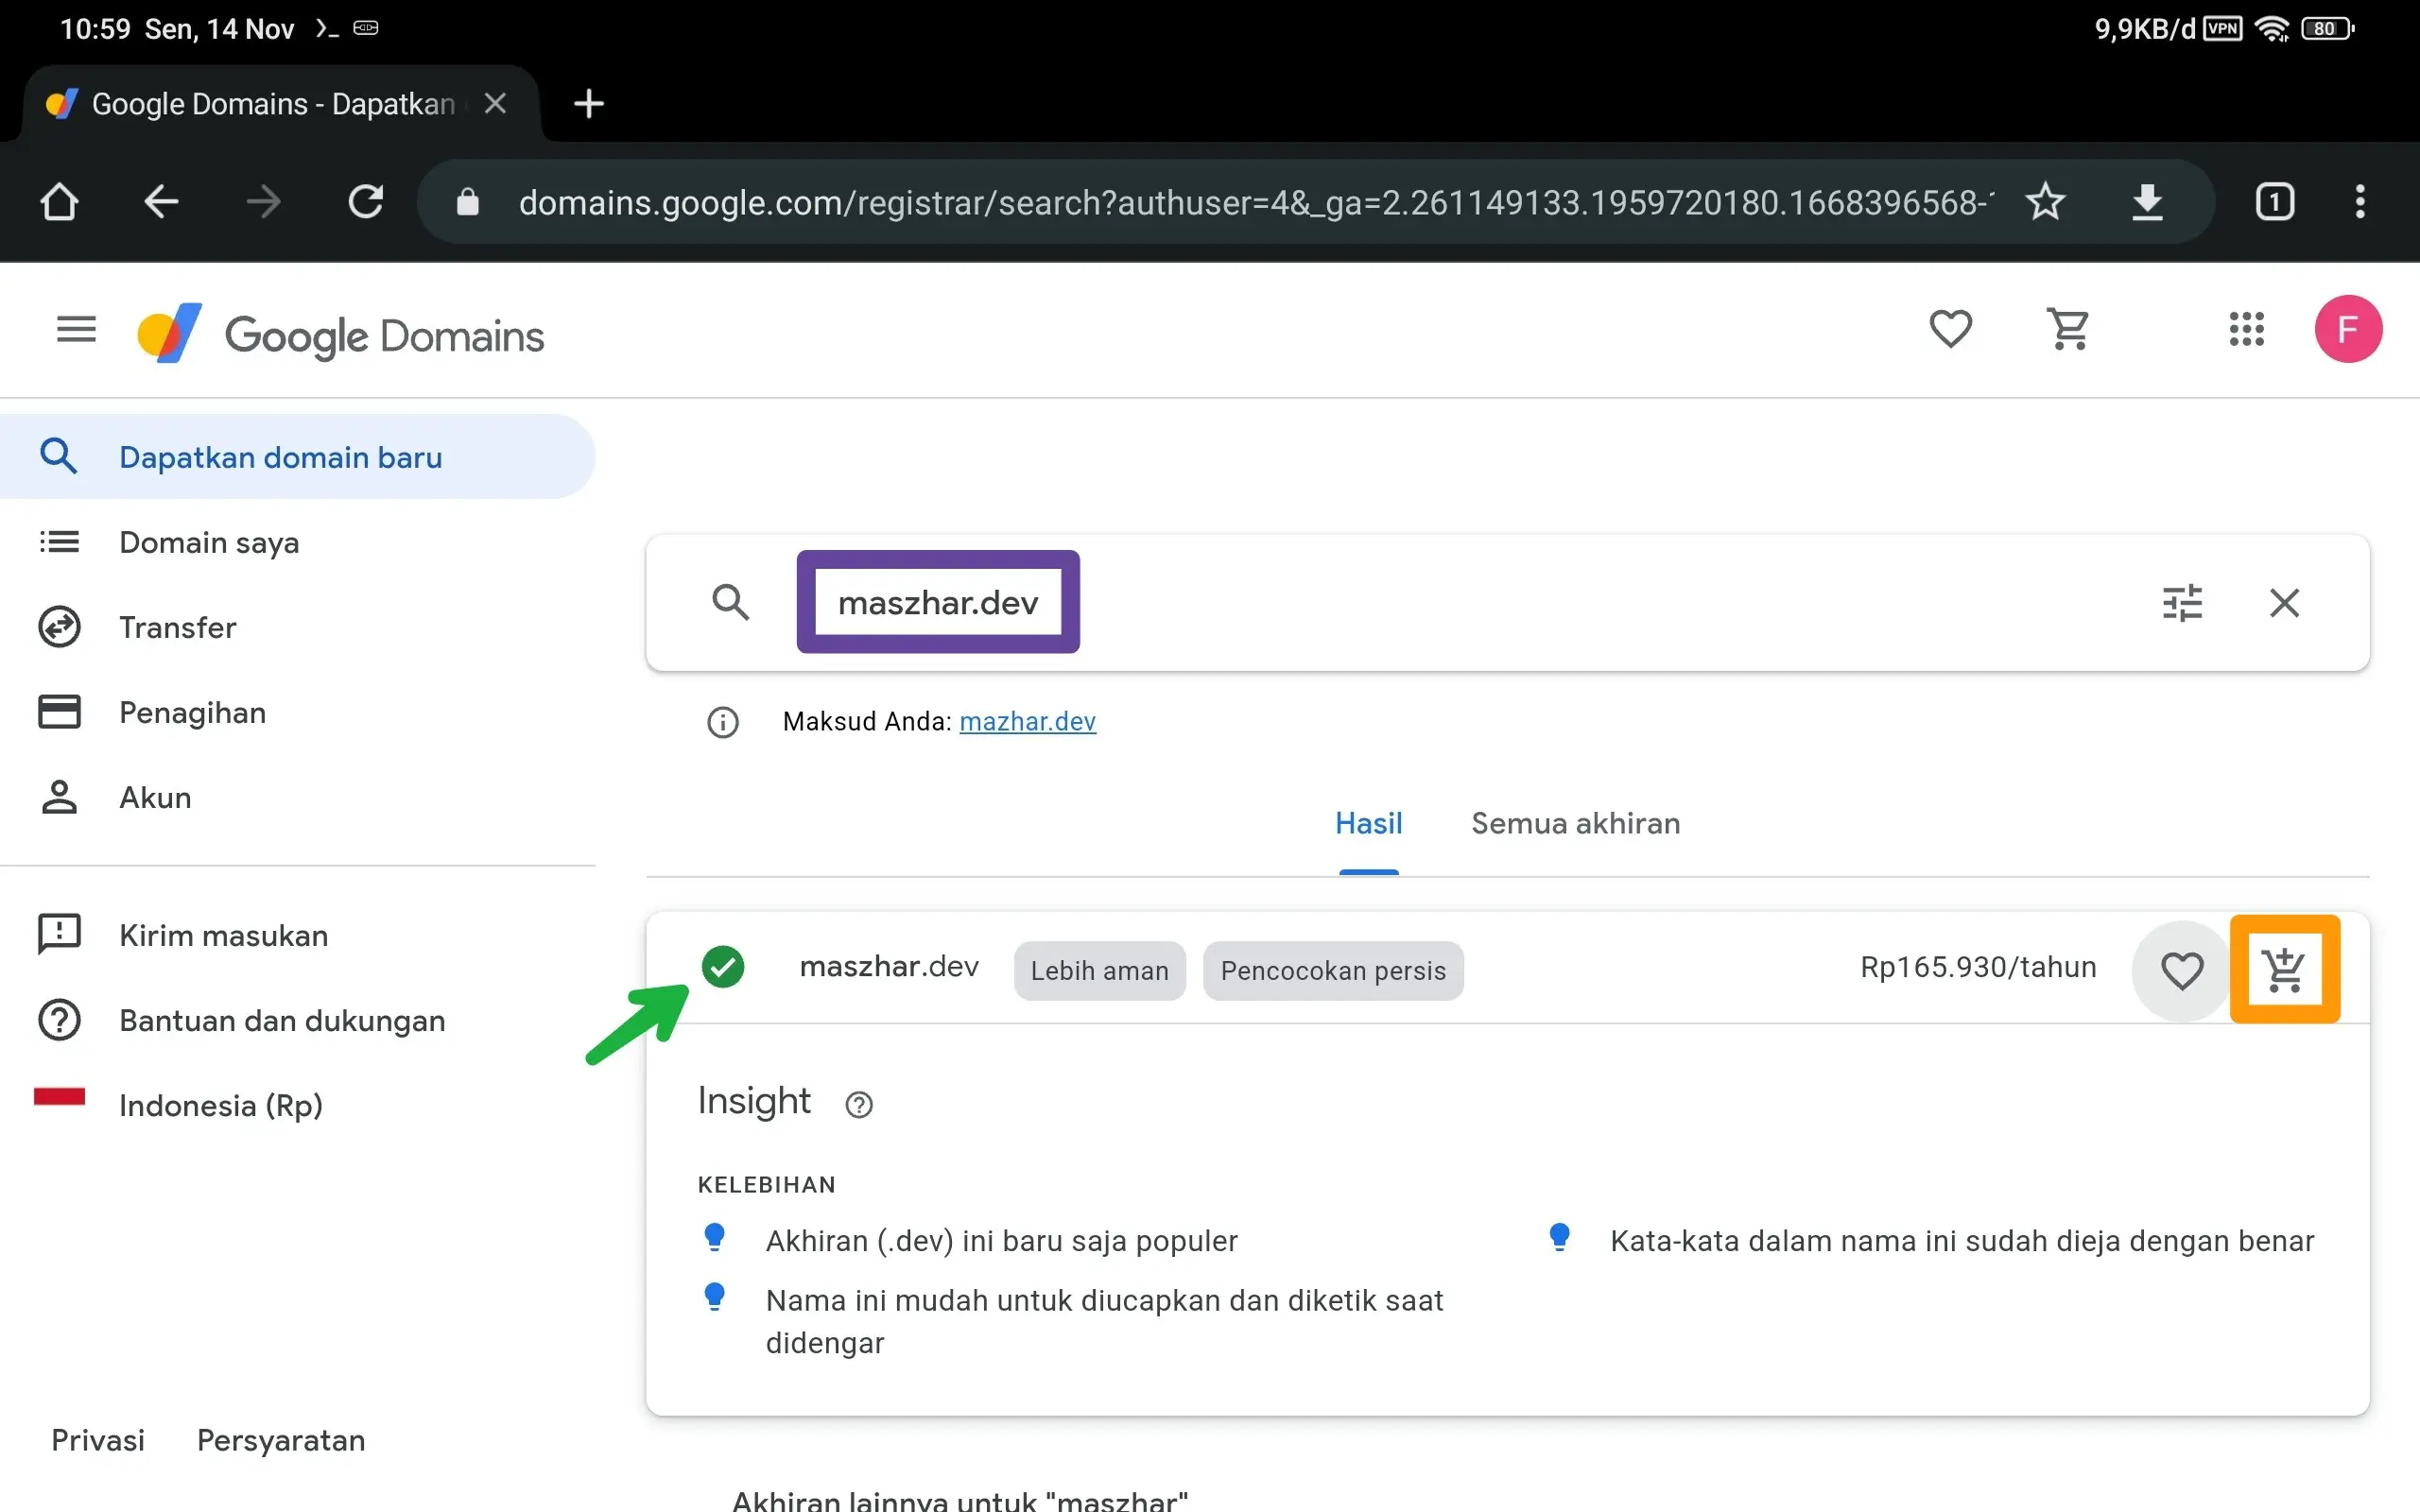 10:59 Sen, 14 Nov
9,9KB/d VPN 80
Google Domains - Dapatkan
domains.google.com/registrar/search?authuser=4&_ga=2.261149133.1959720180.1668396568-
1
Google Domains
F
Dapatkan domain baru
Domain saya
Transfer
Penagihan
Akun
Kirim masukan
Bantuan dan dukungan
Indonesia (Rp)
Privasi Persyaratan
maszhar.dev
Maksud Anda: mazhar.dev
Hasil Semua akhiran
maszhar.dev Lebih aman Pencocokan persis Rp165.930/tahun
Insight
KELEBIHAN
Akhiran (.dev) ini baru saja populer
Kata-kata dalam nama ini sudah dieja dengan benar
Nama ini mudah untuk diucapkan dan diketik saat
didengar
Akhiran lainnya untuk "maszhar"